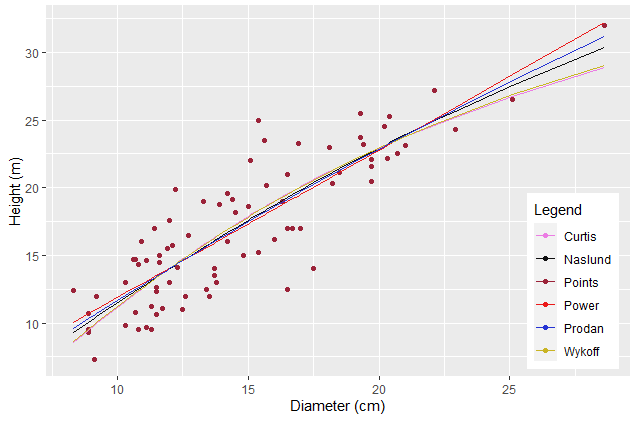 30
25
20
15
10
Height (m)
10
15
20
25
Diameter (cm)
Legend
Curtis
Naslund
Points
Power
Prodan
Wykoff